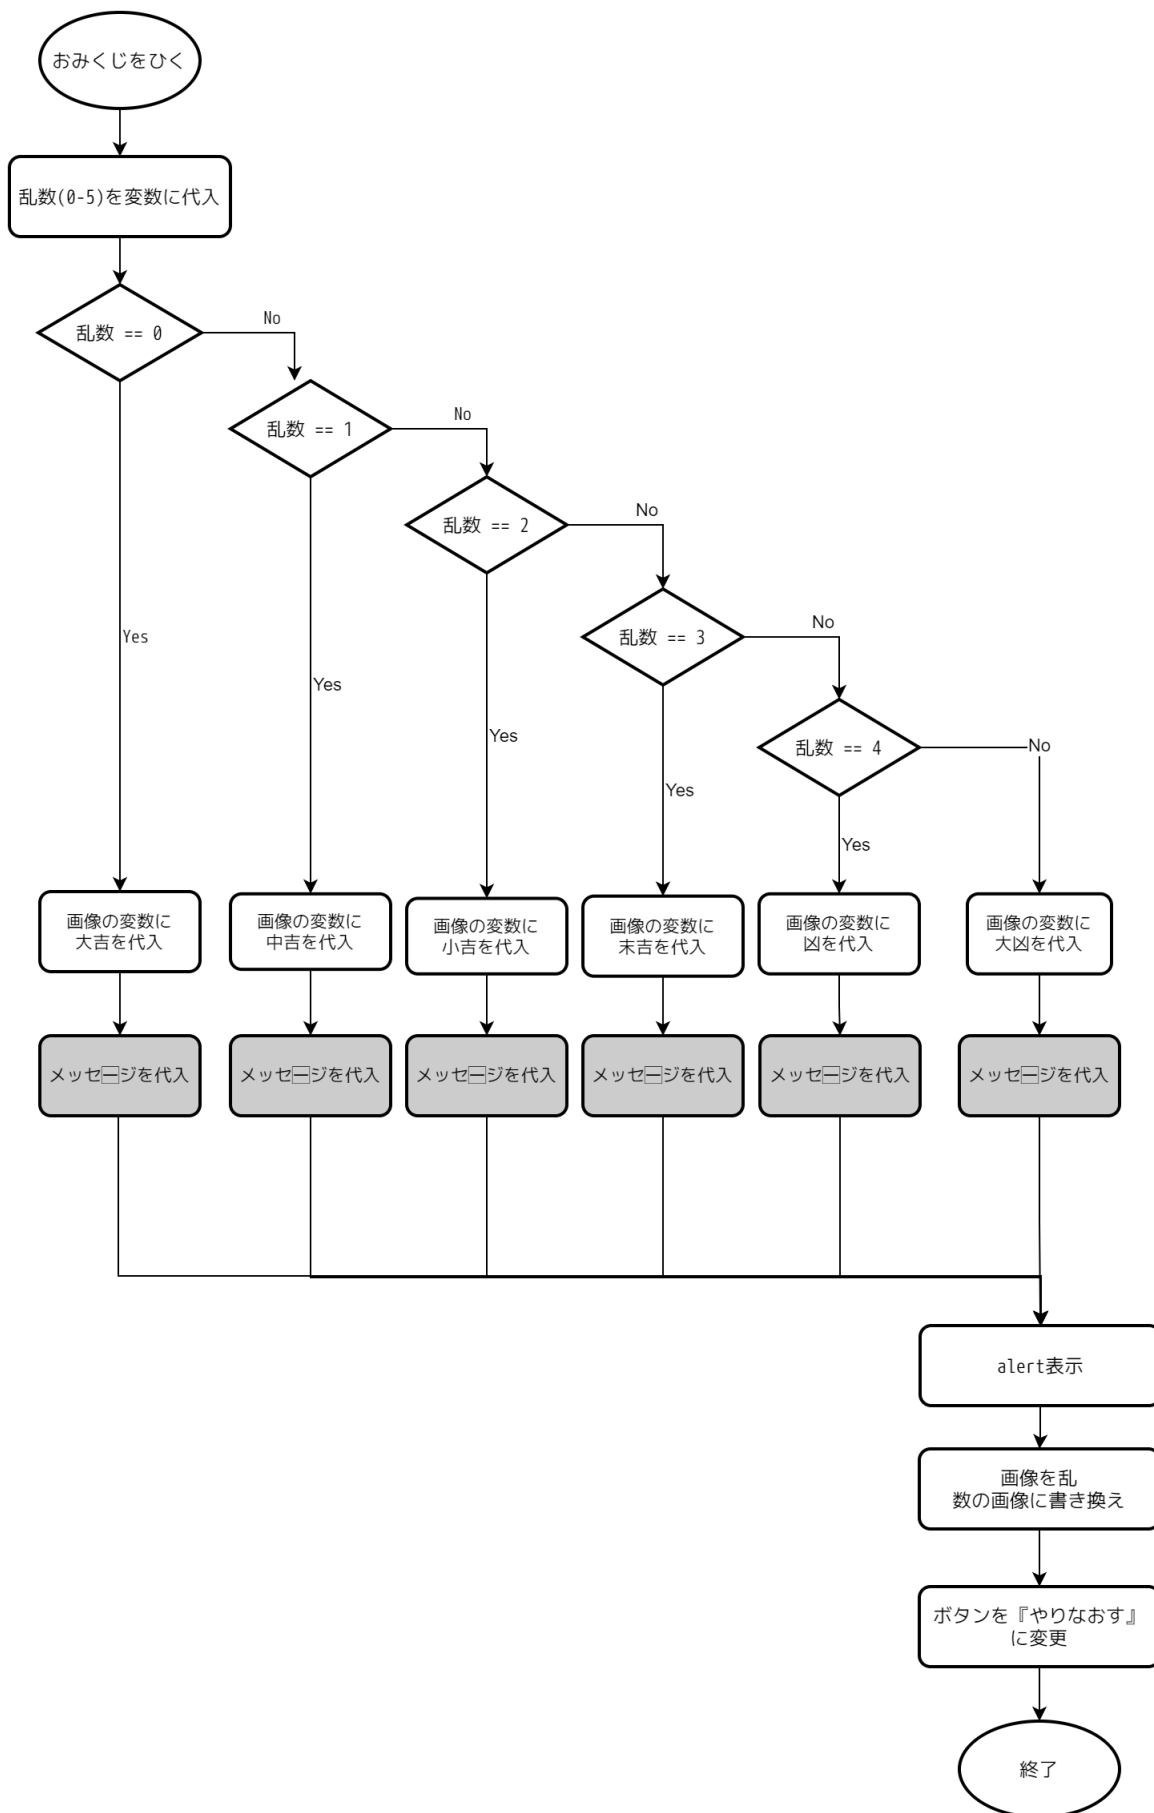 おみくじをひく
乱数(0-5)を変数に代入
乱数 == 0
No
乱数 == 1
No
乱数 == 2
No
乱数 == 3
No
乱数 == 4
No
Yes
Yes
Yes
Yes
Yes
画像の変数に
大吉を代入
画像の変数に
中吉を代入
画像の変数に
小吉を代入
画像の変数に
末吉を代入
画像の変数に
凶を代入
画像の変数に
大凶を代入
メッセージを代入
メッセージを代入
メッセージを代入
メッセージを代入
メッセージを代入
メッセージを代入
alert表示
画像を乱
数の画像に書き換え
ボタンを『やりなおす』
に変更
終了